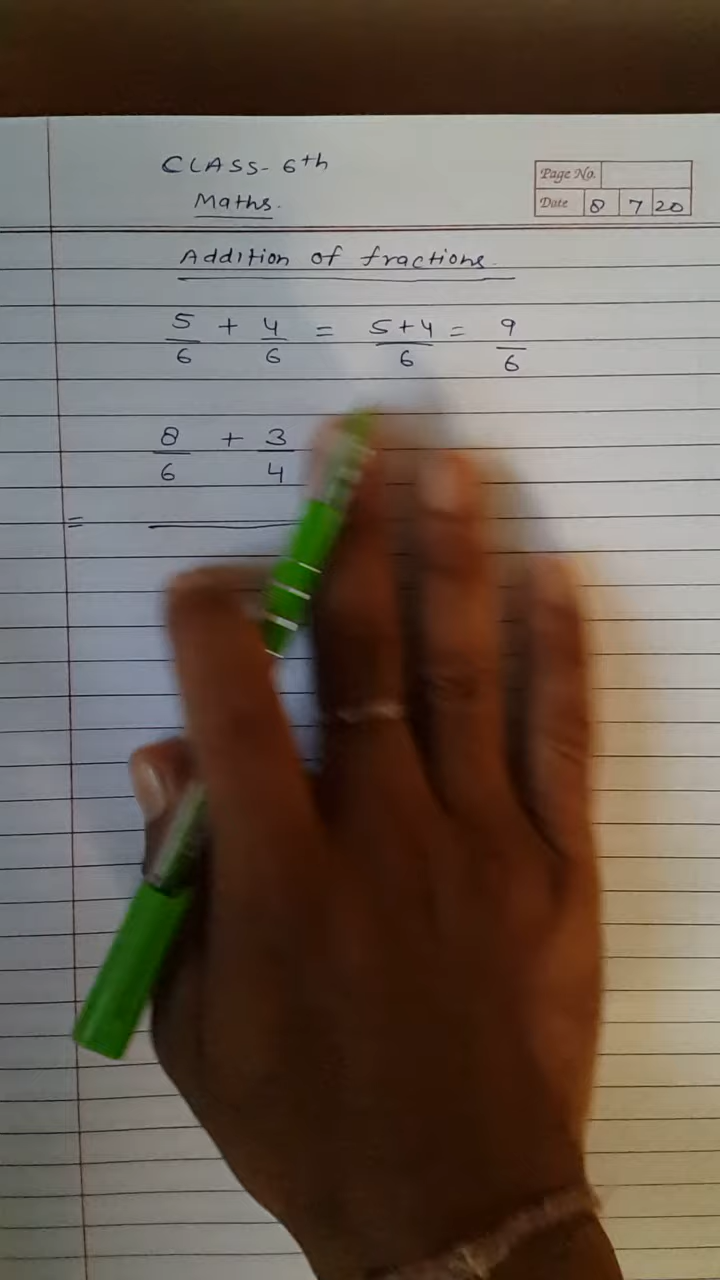 CLASS- 6th
Maths.
Page No.
Date 8 7 20
Addition of fractions.
5/6 + 4/6 = 5+4/6 = 9/6
8/6 + 3/4
=